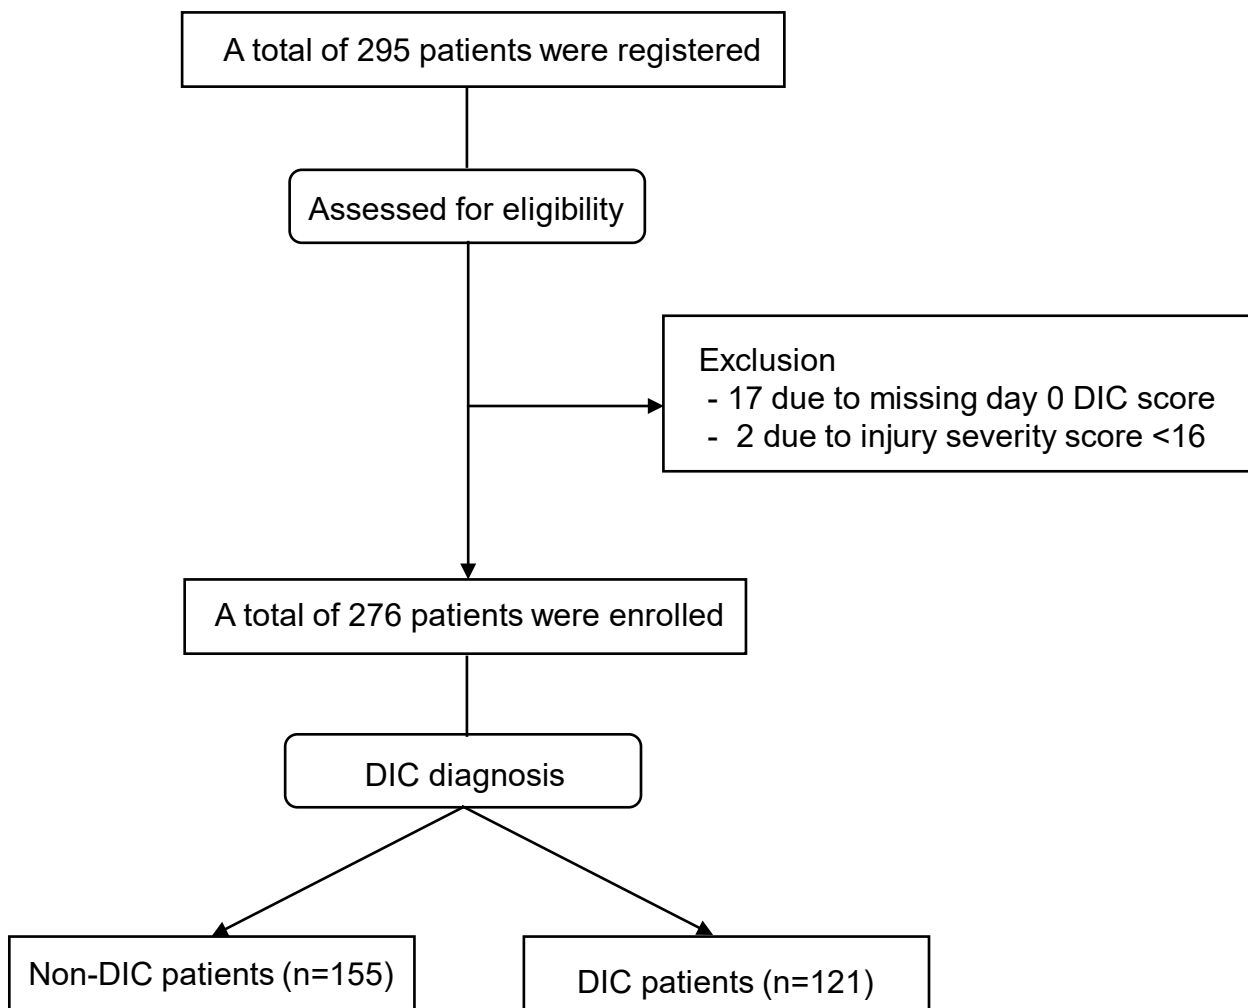 A total of 295 patients were registered
Assessed for eligibility
Exclusion
- 17 due to missing day 0 DIC score
- 2 due to injury severity score <16
A total of 276 patients were enrolled
DIC diagnosis
Non-DIC patients (n=155)
DIC patients (n=121)